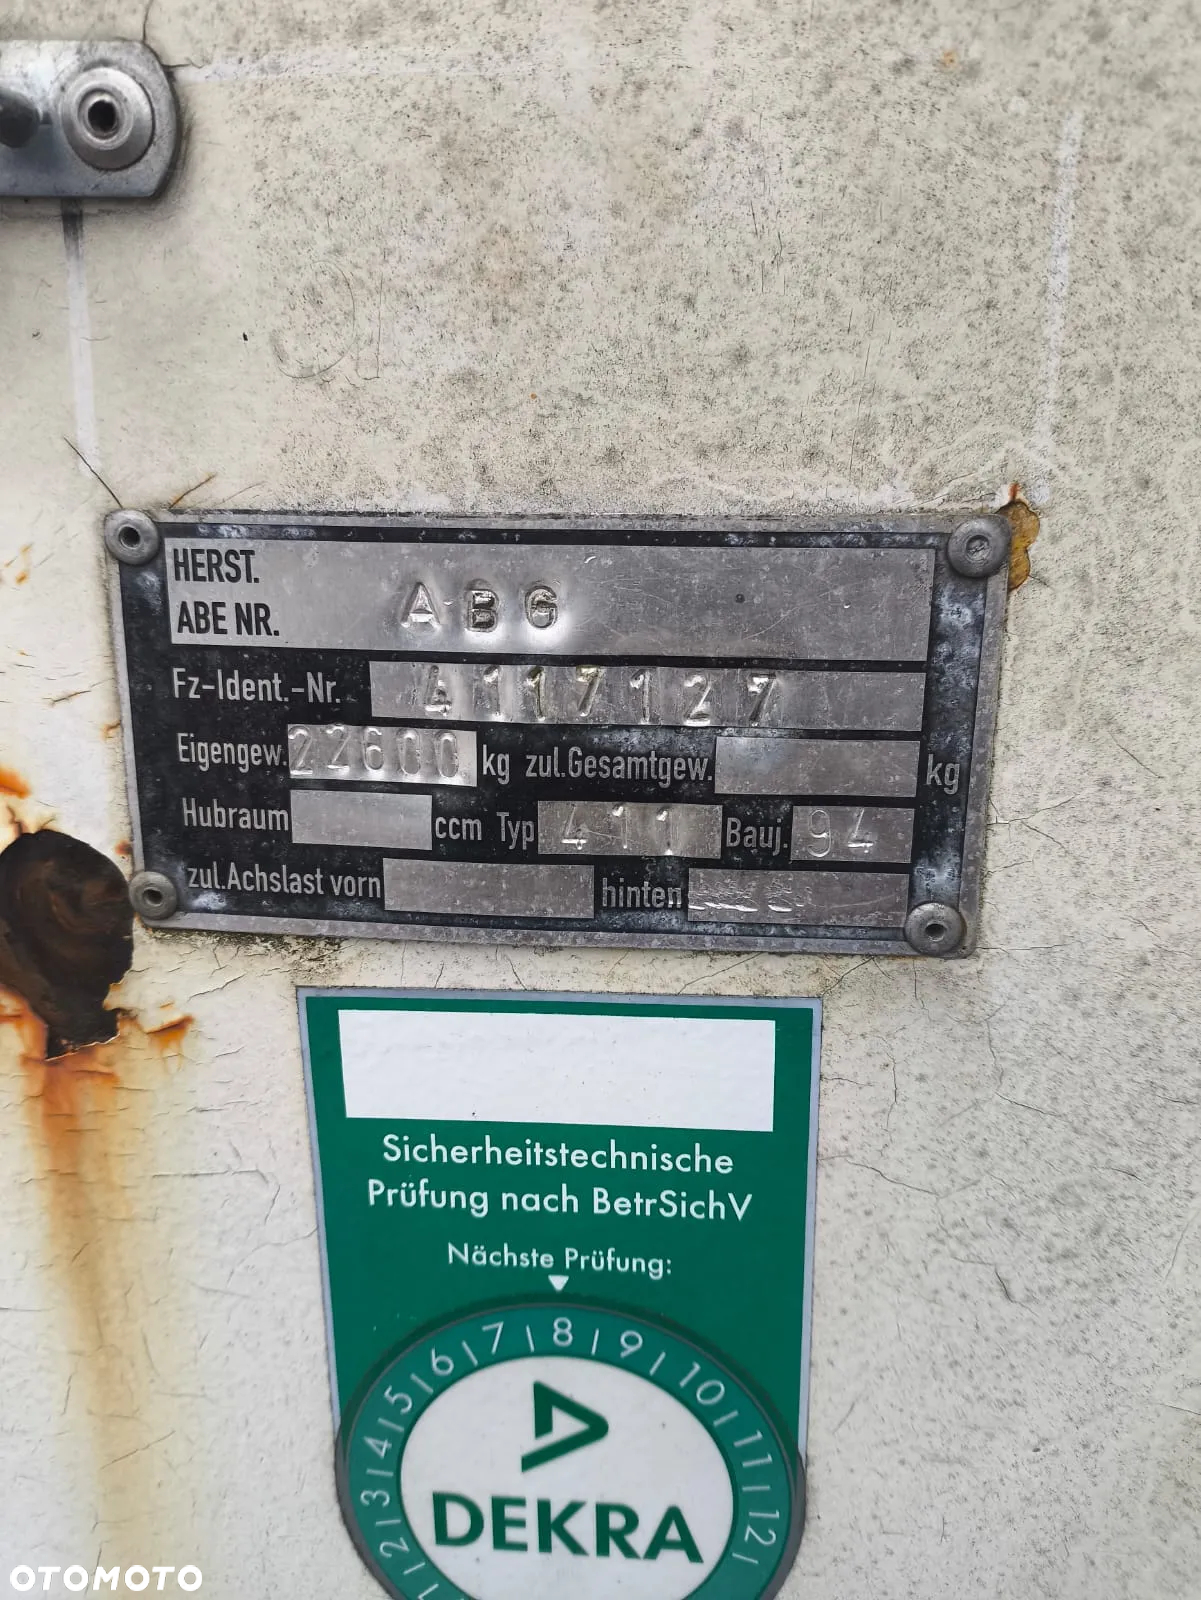 HERST.
ABE NR. ABG
Fz-Ident.-Nr. 4117127
Eigengew. 22600 kg zul.Gesamtgew. kg
Hubraum ccm Typ 411 Bauj. 94
zul.Achslast vorn hinten
Sicherheitstechnische
Prüfung nach BetrSichV
Nächste Prüfung:
1 2 3 4 5 6 7 8 9 10 11 12
DEKRA
OTOMOTO